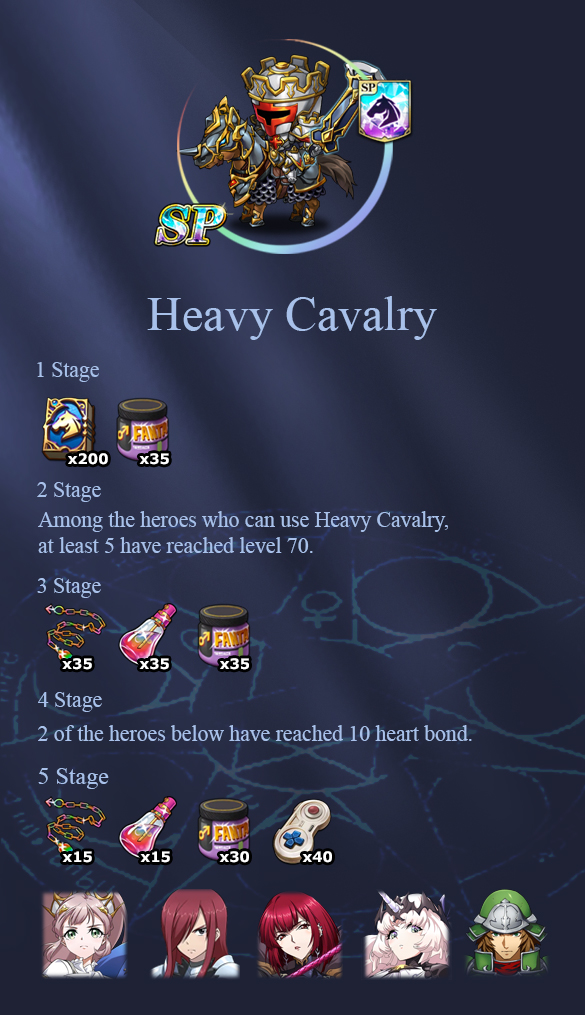 SP
SP
Heavy Cavalry
1 Stage
x200
x35
2 Stage
Among the heroes who can use Heavy Cavalry,
at least 5 have reached level 70.
3 Stage
x35
x35
x35
4 Stage
2 of the heroes below have reached 10 heart bond.
5 Stage
x15
x15
x30
x40